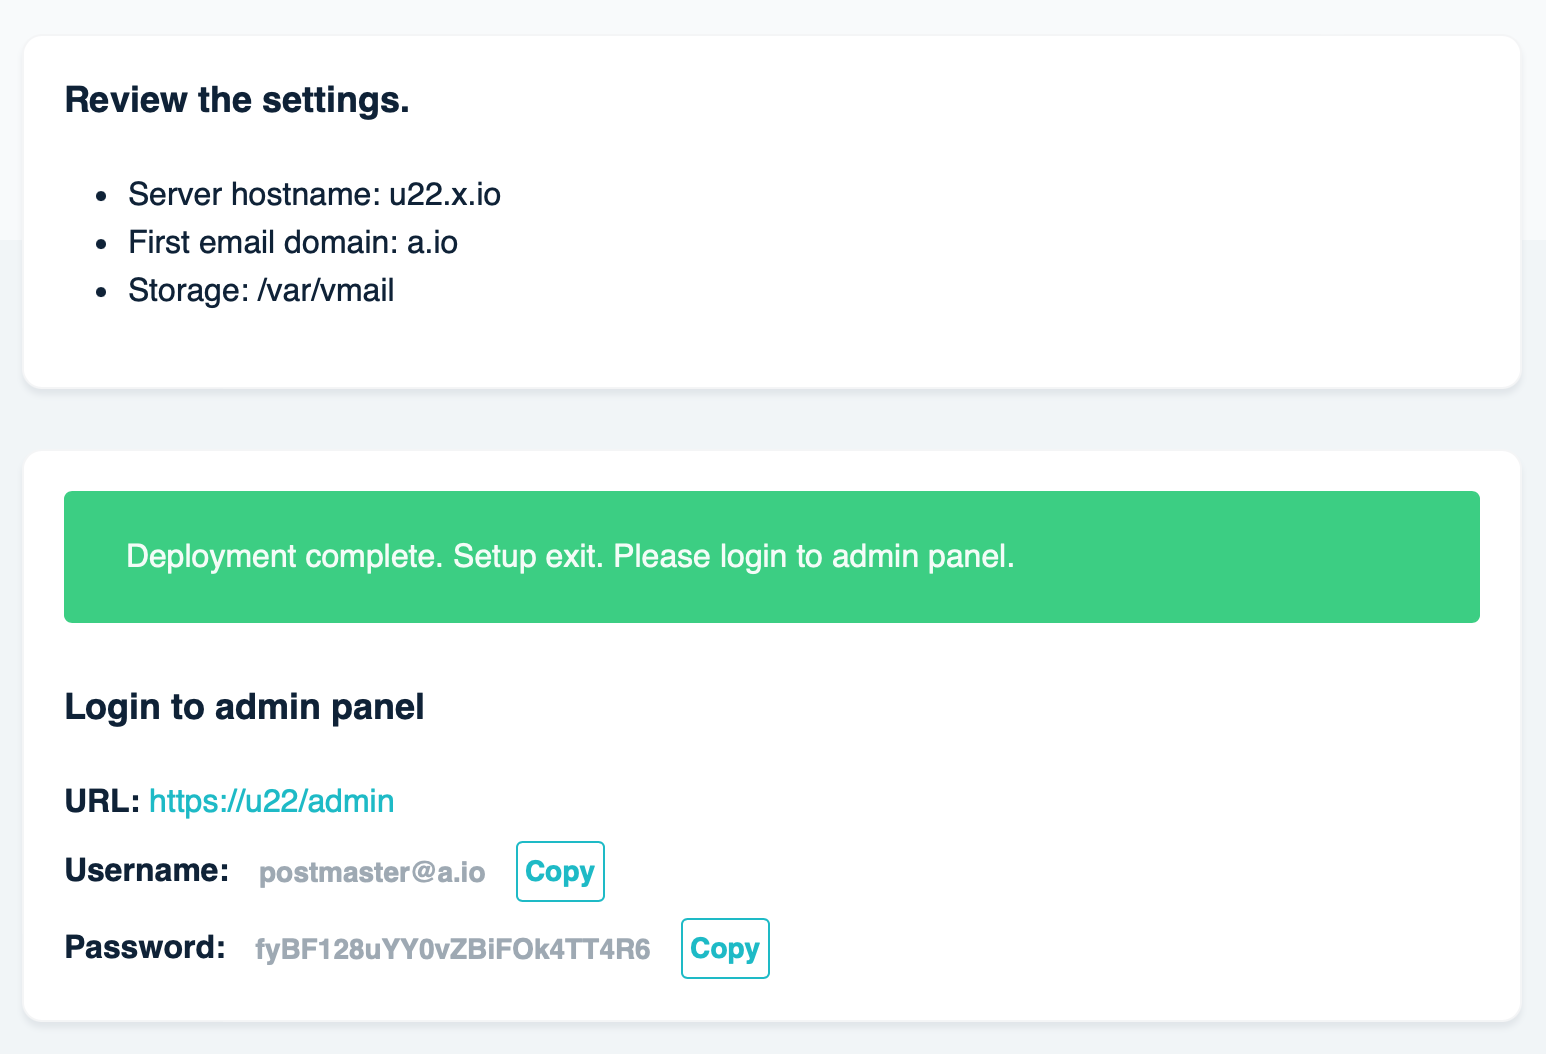 Review the settings.
Server hostname: u22.x.io
First email domain: a.io
Storage: /var/vmail
Deployment complete. Setup exit. Please login to admin panel.
Login to admin panel
URL: https://u22/admin
Username: postmaster@a.io Copy
Password: fyBF128uYY0vZBiFOk4TT4R6 Copy